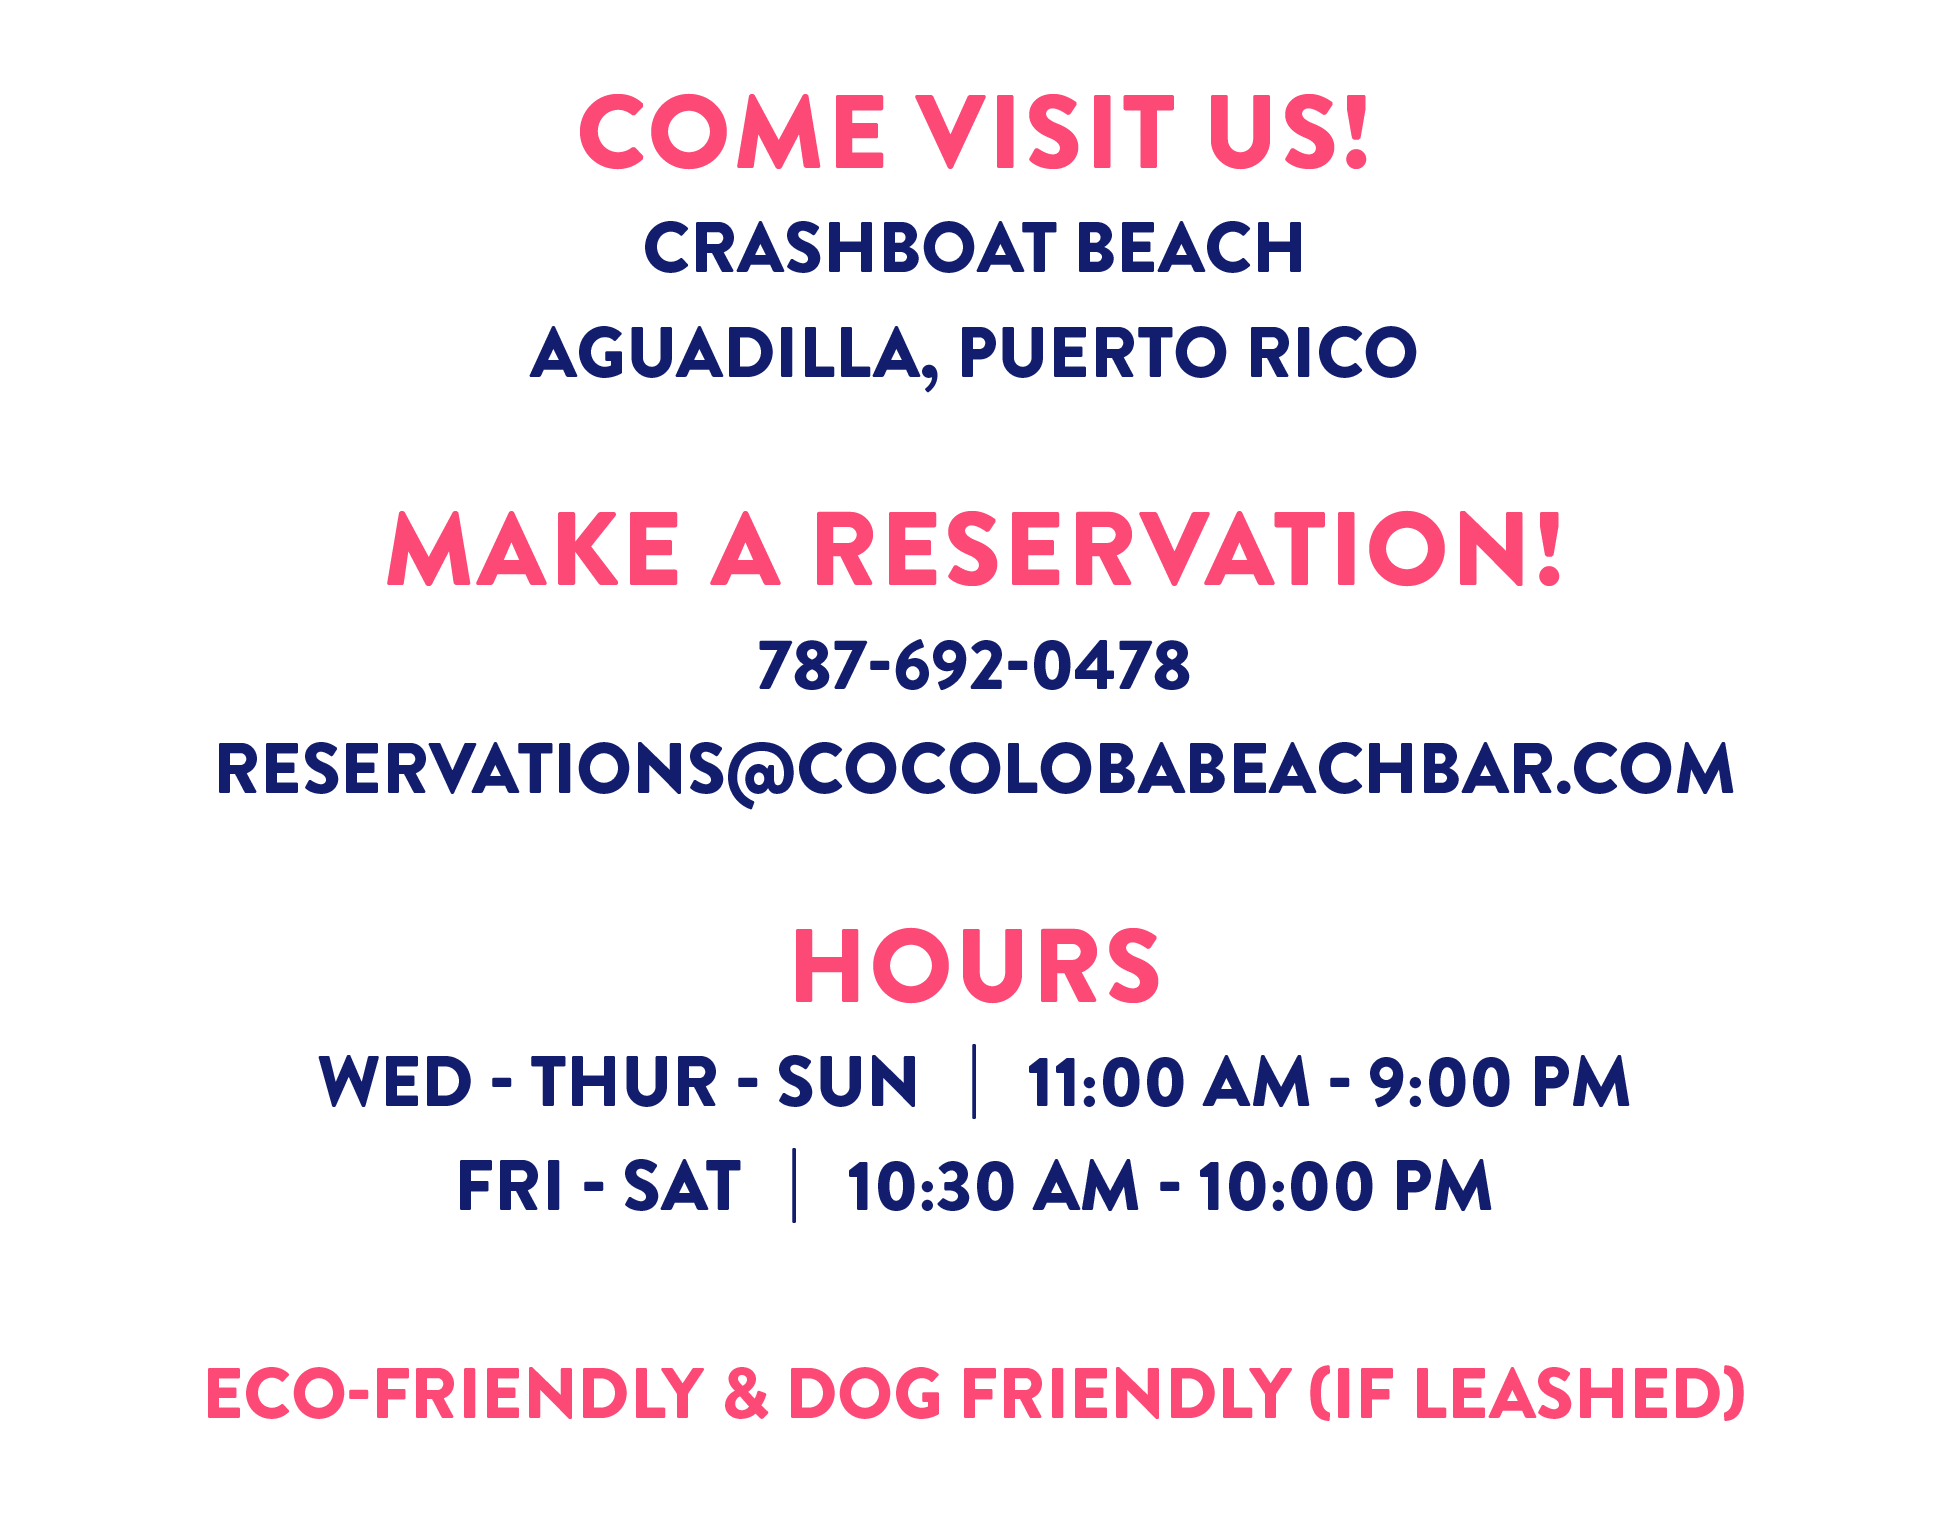 COME VISIT US!
CRASHBOAT BEACH
AGUADILLA, PUERTO RICO
MAKE A RESERVATION!
787-692-0478
RESERVATIONS@COCOLOBABEACHBAR.COM
HOURS
WED - THUR - SUN | 11:00 AM - 9:00 PM
FRI - SAT | 10:30 AM - 10:00 PM
ECO-FRIENDLY & DOG FRIENDLY (IF LEASHED)